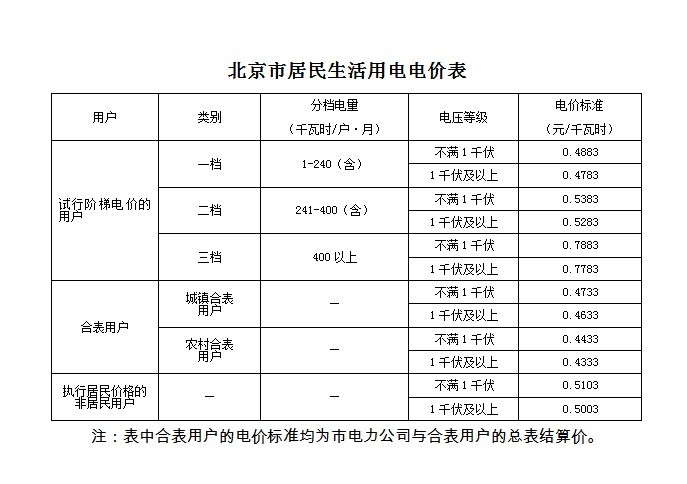 北京市居民生活用电电价表
用户 类别 分档电量 电压等级 电价标准
（千瓦时/户·月） （元/千瓦时）
试行阶梯电价的
用户
一档 1-240（含） 不满1千伏 0.4883
1千伏及以上 0.4783
二档 241-400（含） 不满1千伏 0.5383
1千伏及以上 0.5283
三档 400以上 不满1千伏 0.7883
1千伏及以上 0.7783
合表用户
城镇合表
用户
— 不满1千伏 0.4733
1千伏及以上 0.4633
农村合表
用户
— 不满1千伏 0.4433
1千伏及以上 0.4333
执行居民价格的
非居民用户
— — 不满1千伏 0.5103
1千伏及以上 0.5003
注：表中合表用户的电价标准均为市电力公司与合表用户的总表结算价。